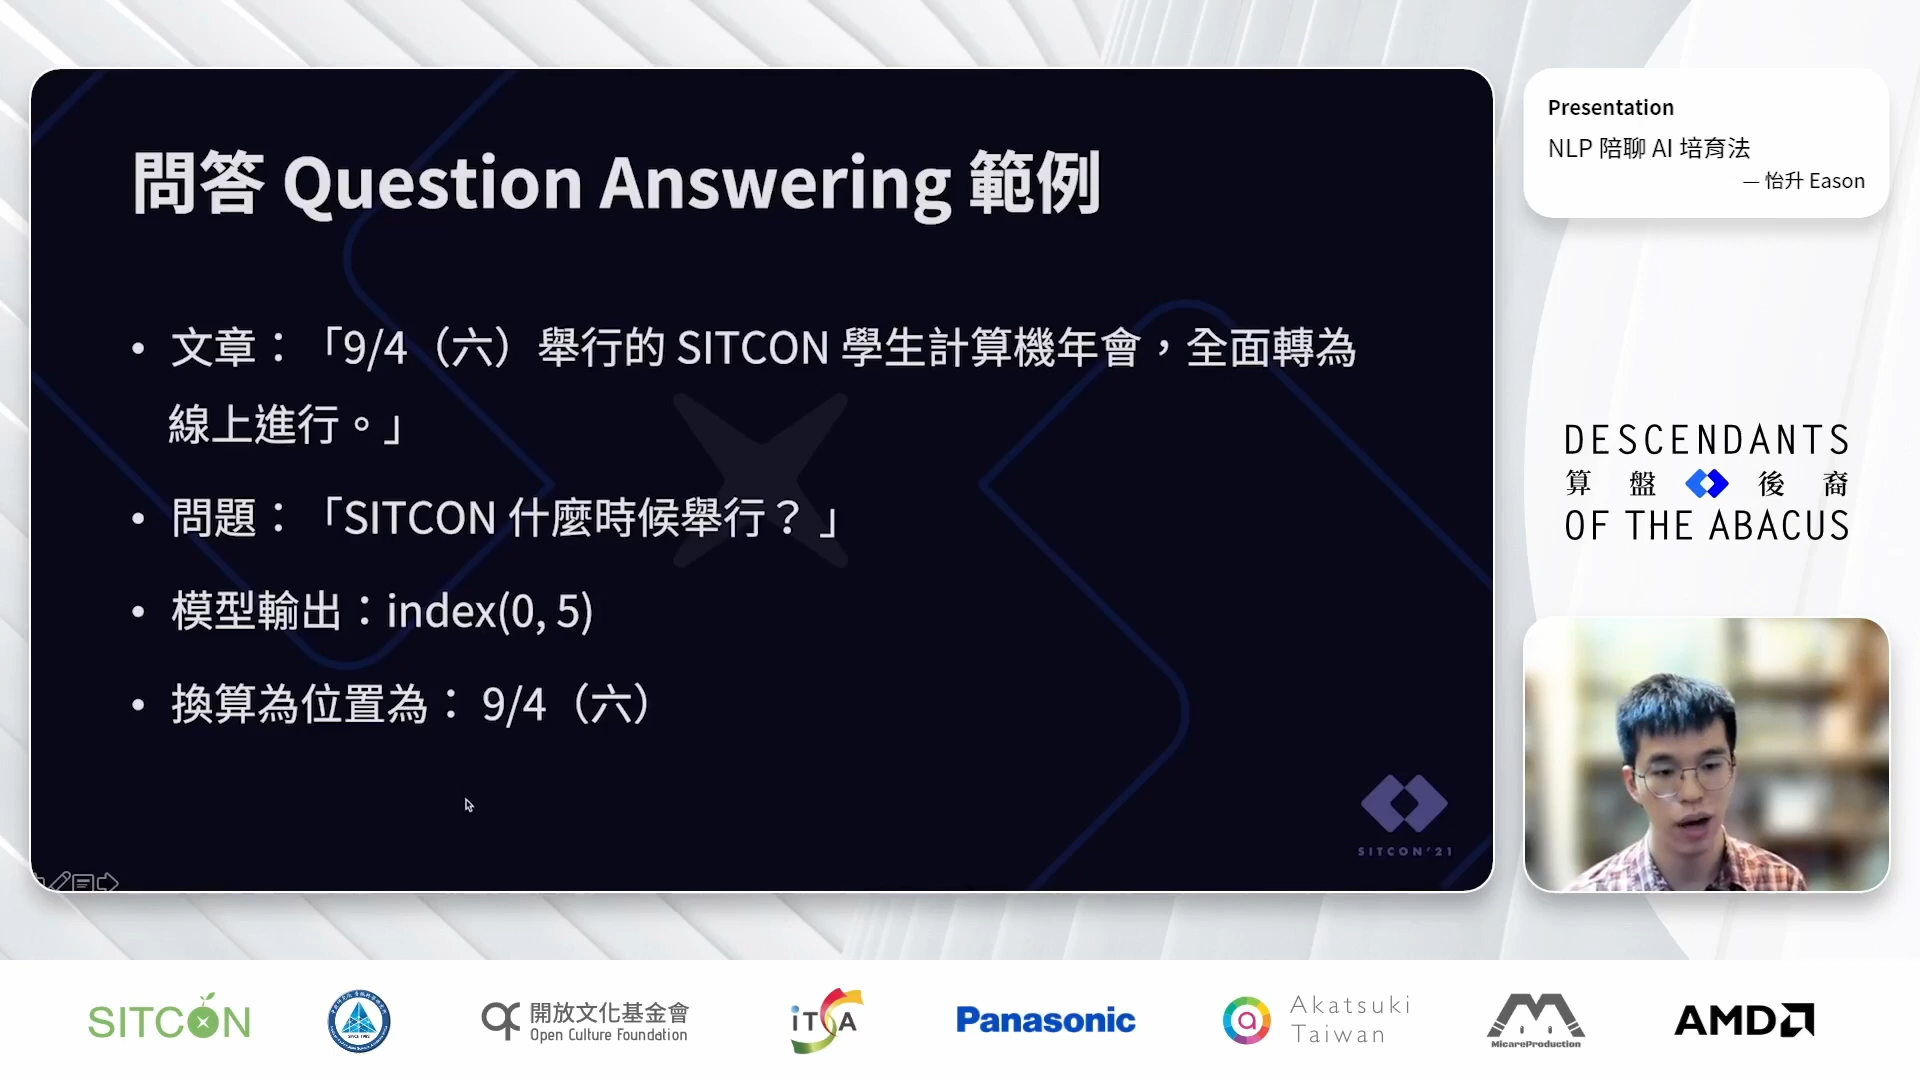 問答 Question Answering 範例
• 文章：「9/4（六）舉行的 SITCON 學生計算機年會，全面轉為
線上進行。」
• 問題：「SITCON 什麼時候舉行？ 」
• 模型輸出：index(0, 5)
• 換算為位置為： 9/4（六）
SITCON'21
Presentation
NLP 陪聊 AI 培育法
— 怡升 Eason
DESCENDANTS
算盤後裔
OF THE ABACUS
SITCON
開放文化基金會
Open Culture Foundation
iTSA
Panasonic
Akatsuki
Taiwan
MicareProduction
AMD